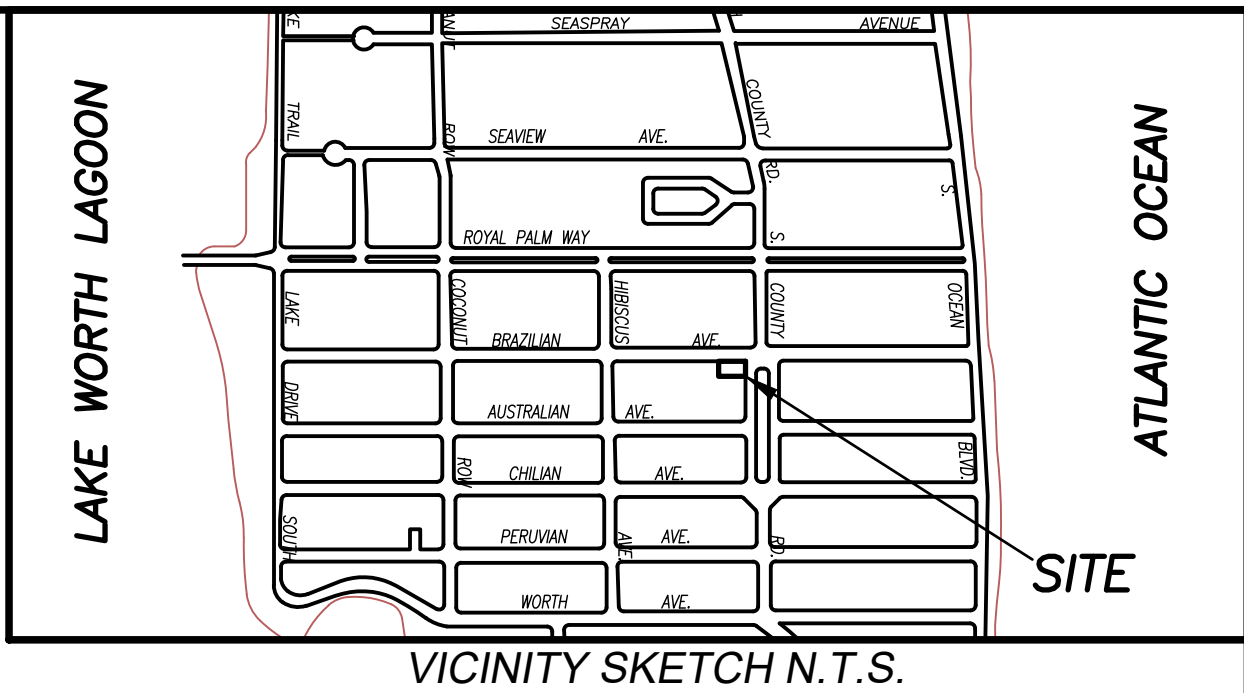 SEASPRAY AVENUE
KE
ANUT
H
LAKE WORTH LAGOON
TRAIL
COUNTY
ATLANTIC OCEAN
SEAVIEW AVE.
ROW
RD.
S.
ROYAL PALM WAY
S.
LAKE
COCONUT
HIBISCUS
COUNTY
OCEAN
BRAZILIAN AVE.
DRIVE
AUSTRALIAN AVE.
ROW
CHILIAN AVE.
BLVD.
SOUTH
PERUVIAN AVE.
AVE.
RD.
SITE
WORTH AVE.
VICINITY SKETCH N.T.S.